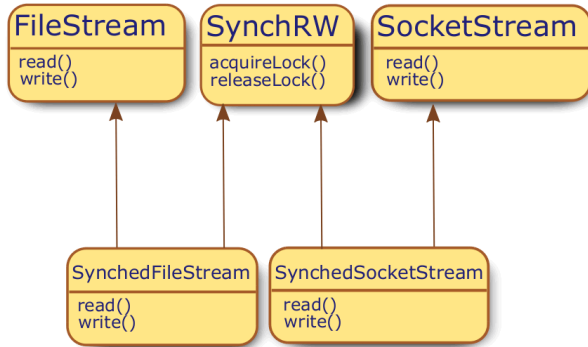 FileStream
read()
write()
SynchRW
acquireLock()
releaseLock()
SocketStream
read()
write()
SynchedFileStream
read()
write()
SynchedSocketStream
read()
write()